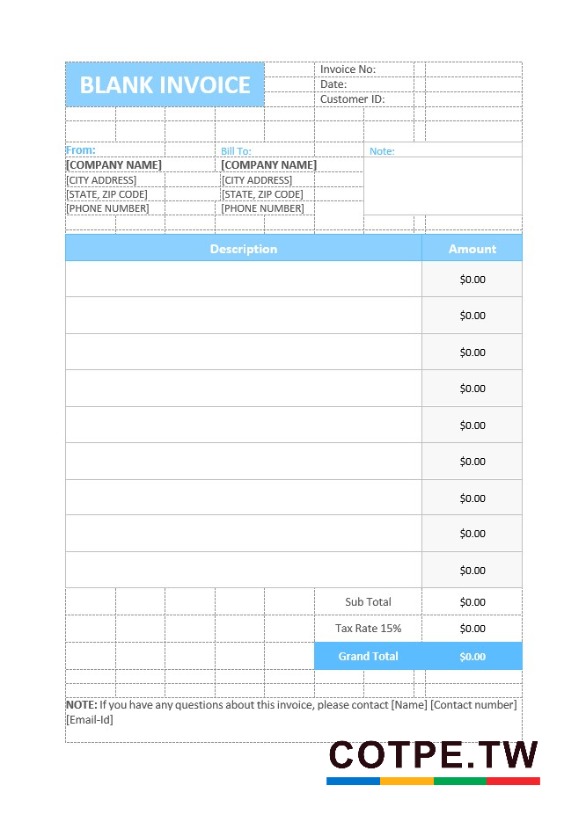 BLANK INVOICE
Invoice No:
Date:
Customer ID:
From:
Bill To:
Note:
[COMPANY NAME]
[COMPANY NAME]
[CITY ADDRESS]
[CITY ADDRESS]
[STATE, ZIP CODE]
[STATE, ZIP CODE]
[PHONE NUMBER]
[PHONE NUMBER]
Description
Amount
$0.00
$0.00
$0.00
$0.00
$0.00
$0.00
$0.00
$0.00
$0.00
Sub Total
$0.00
Tax Rate 15%
$0.00
Grand Total
$0.00
NOTE: If you have any questions about this invoice, please contact [Name] [Contact number]
[Email-Id]
COTPE.TW